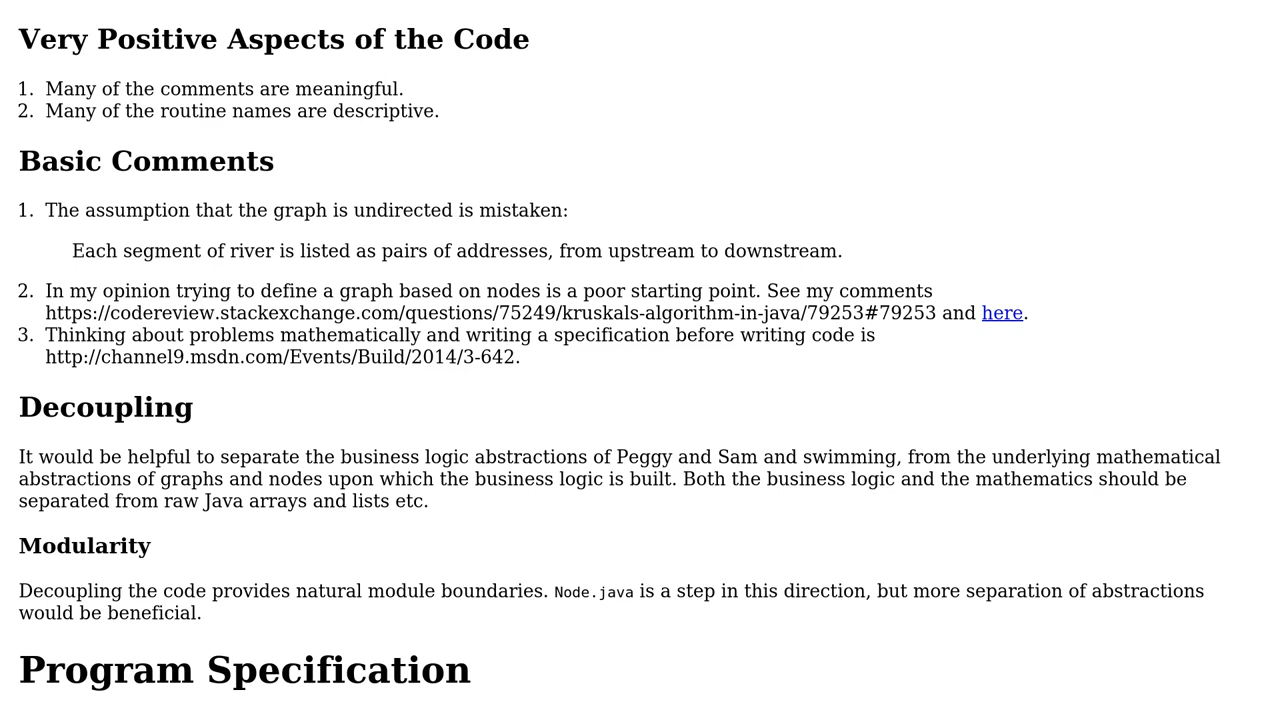 Very Positive Aspects of the Code
1. Many of the comments are meaningful.
2. Many of the routine names are descriptive.
Basic Comments
1. The assumption that the graph is undirected is mistaken:
Each segment of river is listed as pairs of addresses, from upstream to downstream.
2. In my opinion trying to define a graph based on nodes is a poor starting point. See my comments
https://codereview.stackexchange.com/questions/75249/kruskals-algorithm-in-java/79253#79253 and here.
3. Thinking about problems mathematically and writing a specification before writing code is
http://channel9.msdn.com/Events/Build/2014/3-642.
Decoupling
It would be helpful to separate the business logic abstractions of Peggy and Sam and swimming, from the underlying mathematical
abstractions of graphs and nodes upon which the business logic is built. Both the business logic and the mathematics should be
separated from raw Java arrays and lists etc.
Modularity
Decoupling the code provides natural module boundaries. Node.java is a step in this direction, but more separation of abstractions
would be beneficial.
Program Specification